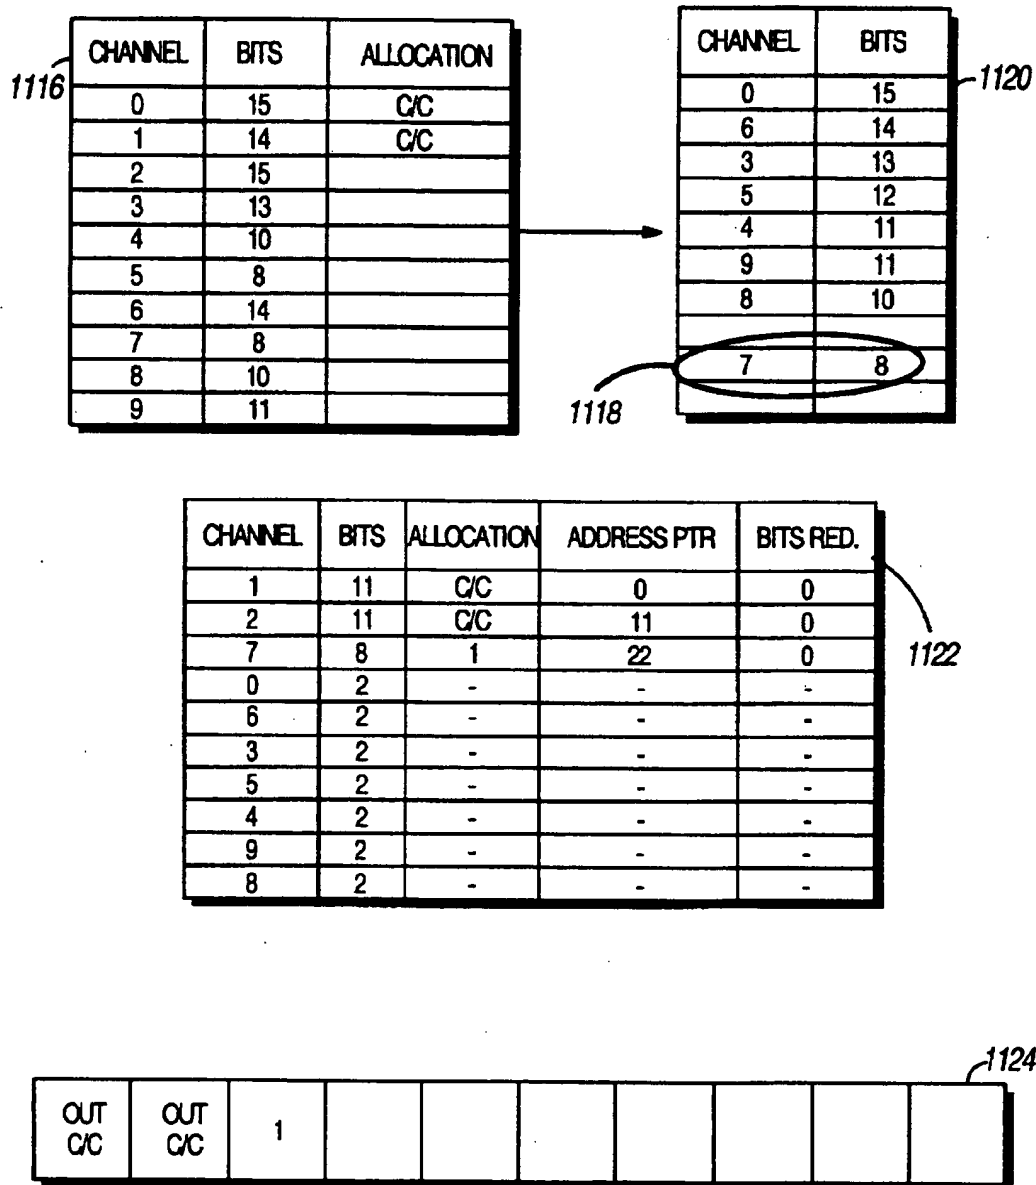 1116
CHANNEL BITS ALLOCATION
0 15 C/C
1 14 C/C
2 15
3 13
4 10
5 8
6 14
7 8
8 10
9 11
1120
CHANNEL BITS
0 15
6 14
3 13
5 12
4 11
9 11
8 10
7 8
1118
CHANNEL BITS ALLOCATION ADDRESS PTR BITS RED.
1 11 C/C 0 0
2 11 C/C 11 0
7 8 1 22 0
0 2 - - -
6 2 - - -
3 2 - - -
5 2 - - -
4 2 - - -
9 2 - - -
8 2 - - -
1122
1124
OUT C/C OUT C/C 1